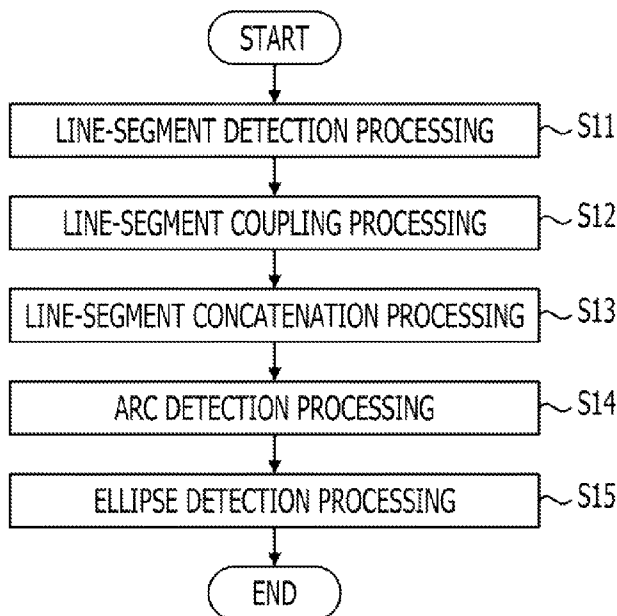 START
LINE-SEGMENT DETECTION PROCESSING S11
LINE-SEGMENT COUPLING PROCESSING S12
LINE-SEGMENT CONCATENATION PROCESSING S13
ARC DETECTION PROCESSING S14
ELLIPSE DETECTION PROCESSING S15
END